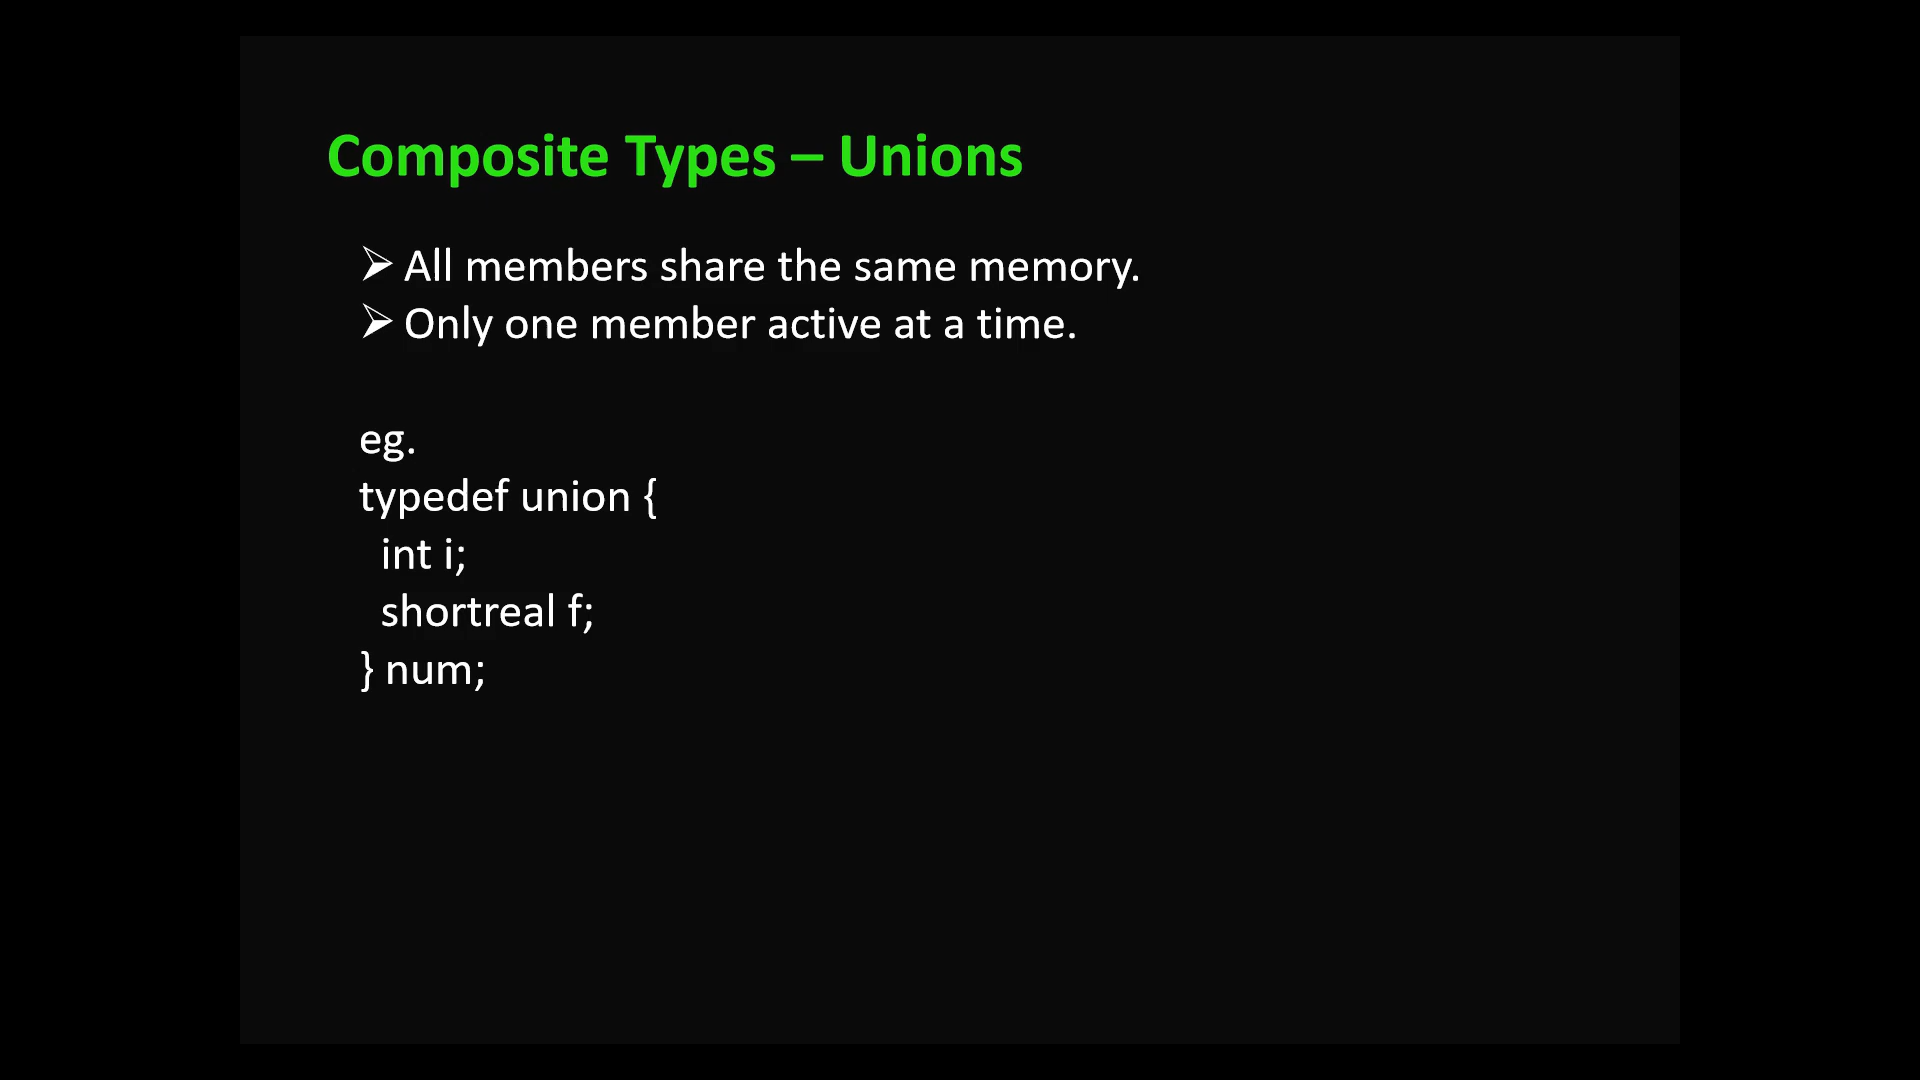 Composite Types – Unions
➢ All members share the same memory.
➢ Only one member active at a time.
eg.
typedef union {
int i;
shortreal f;
} num;